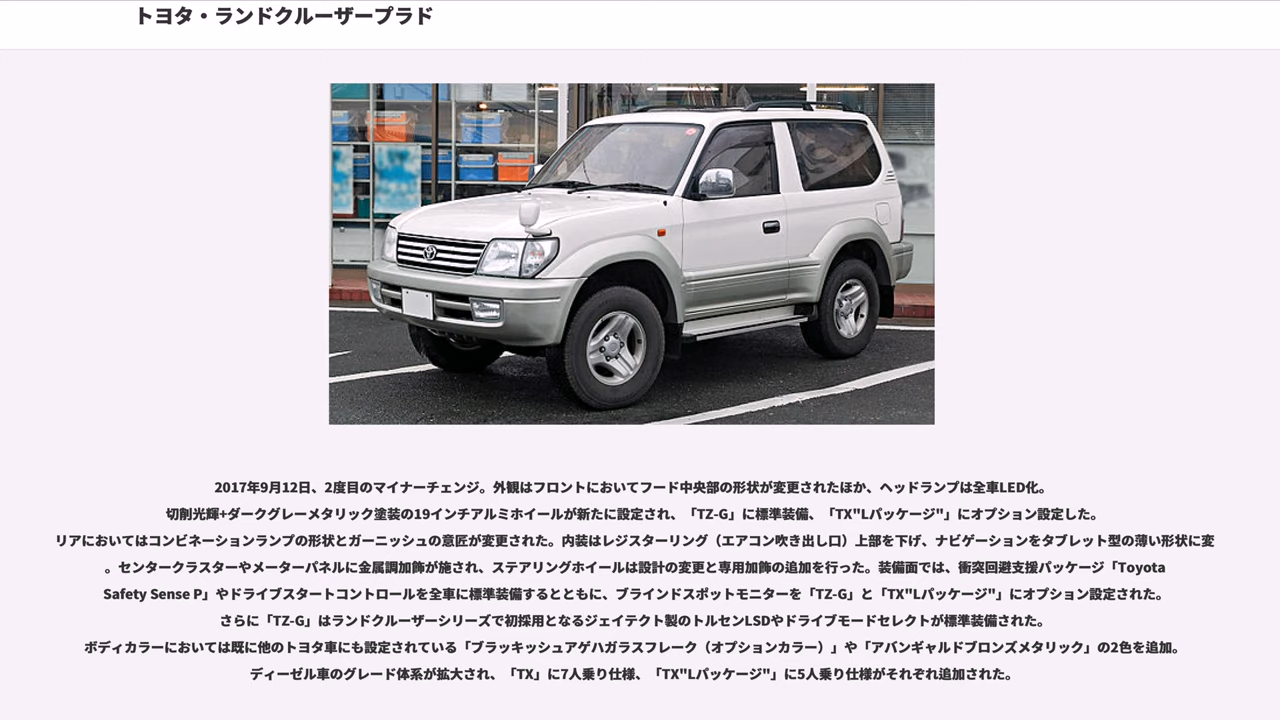 トヨタ・ランドクルーザープラド
2017年9月12日、2度目のマイナーチェンジ。外観はフロントにおいてフード中央部の形状が変更されたほか、ヘッドランプは全車LED化。
切削光輝+ダークグレーメタリック塗装の19インチアルミホイールが新たに設定され、「TZ-G」に標準装備、「TX"Lパッケージ"」にオプション設定した。
リアにおいてはコンビネーションランプの形状とガーニッシュの意匠が変更された。内装はレジスターリング（エアコン吹き出し口）上部を下げ、ナビゲーションをタブレット型の薄い形状に変
。センタークラスターやメーターパネルに金属調加飾が施され、ステアリングホイールは設計の変更と専用加飾の追加を行った。装備面では、衝突回避支援パッケージ「Toyota
Safety Sense P」やドライブスタートコントロールを全車に標準装備するとともに、ブラインドスポットモニターを「TZ-G」と「TX"Lパッケージ"」にオプション設定された。
さらに「TZ-G」はランドクルーザーシリーズで初採用となるジェイテクト製のトルセンLSDやドライブモードセレクトが標準装備された。
ボディカラーにおいては既に他のトヨタ車にも設定されている「ブラッキッシュアゲハガラスフレーク（オプションカラー）」や「アバンギャルドブロンズメタリック」の2色を追加。
ディーゼル車のグレード体系が拡大され、「TX」に7人乗り仕様、「TX"Lパッケージ"」に5人乗り仕様がそれぞれ追加された。